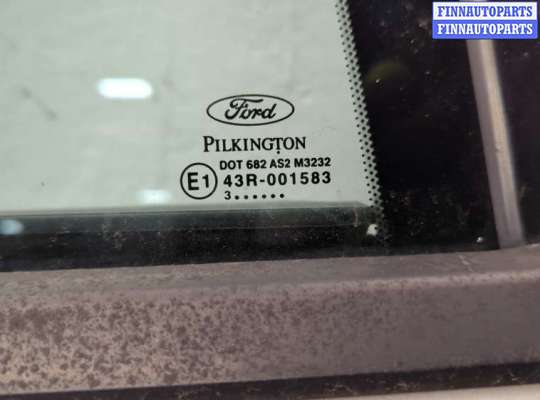 FINNAUTOPARTS
FINNAUTOPARTS
Ford
PILKINGTON
DOT 682 AS2 M3232
E1 43R-001583
3••••••